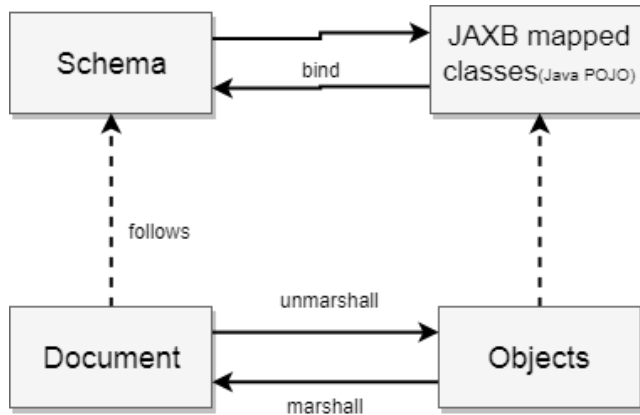 Schema
JAXB mapped
classes(Java POJO)
bind
follows
unmarshall
Document
Objects
marshall